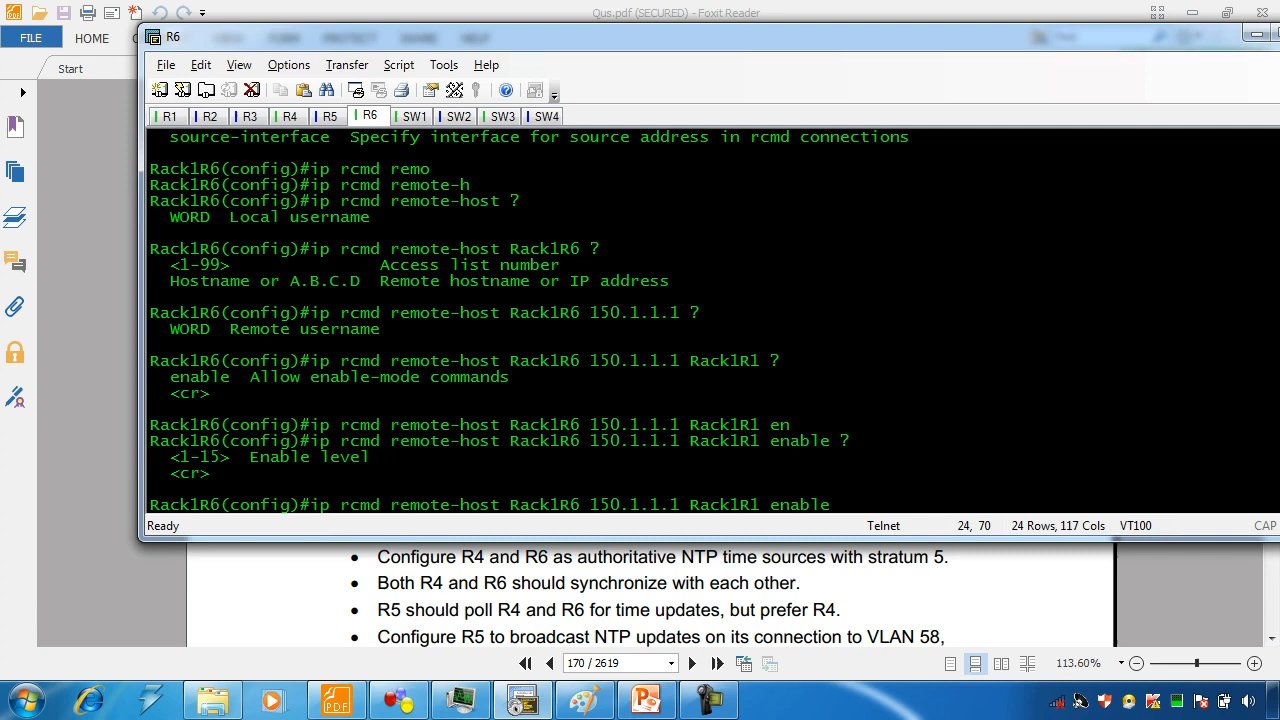 Qus.pdf (SECURED) - Foxit Reader
FILE
HOME
Start
R6
File Edit View Options Transfer Script Tools Help
R1 R2 R3 R4 R5 R6 SW1 SW2 SW3 SW4
source-interface Specify interface for source address in rcmd connections
Rack1R6(config)#ip rcmd remo
Rack1R6(config)#ip rcmd remote-h
Rack1R6(config)#ip rcmd remote-host ?
WORD Local username
Rack1R6(config)#ip rcmd remote-host Rack1R6 ?
<1-99> Access list number
Hostname or A.B.C.D Remote hostname or IP address
Rack1R6(config)#ip rcmd remote-host Rack1R6 150.1.1.1 ?
WORD Remote username
Rack1R6(config)#ip rcmd remote-host Rack1R6 150.1.1.1 Rack1R1 ?
enable Allow enable-mode commands
<cr>
Rack1R6(config)#ip rcmd remote-host Rack1R6 150.1.1.1 Rack1R1 en
Rack1R6(config)#ip rcmd remote-host Rack1R6 150.1.1.1 Rack1R1 enable ?
<1-15> Enable level
<cr>
Rack1R6(config)#ip rcmd remote-host Rack1R6 150.1.1.1 Rack1R1 enable
Ready Telnet 24, 70 24 Rows, 117 Cols VT100 CAP
• Configure R4 and R6 as authoritative NTP time sources with stratum 5.
• Both R4 and R6 should synchronize with each other.
• R5 should poll R4 and R6 for time updates, but prefer R4.
• Configure R5 to broadcast NTP updates on its connection to VLAN 58,
170 / 2619
113.60%
PDF